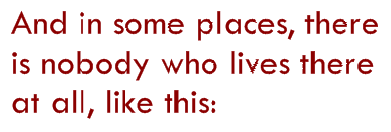 And in some places, there
is nobody who lives there
at all, like this: